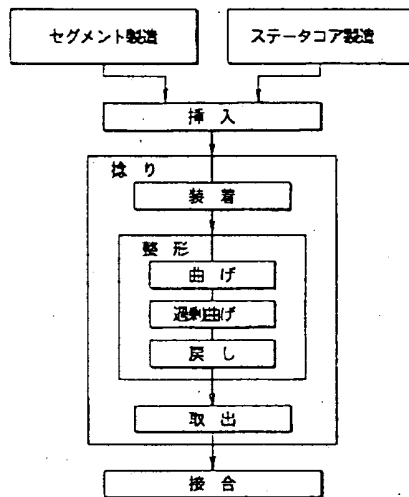 セグメント製造
ステータコア製造
挿入
捻り
装着
整形
曲げ
過剰曲げ
戻し
取出
接合